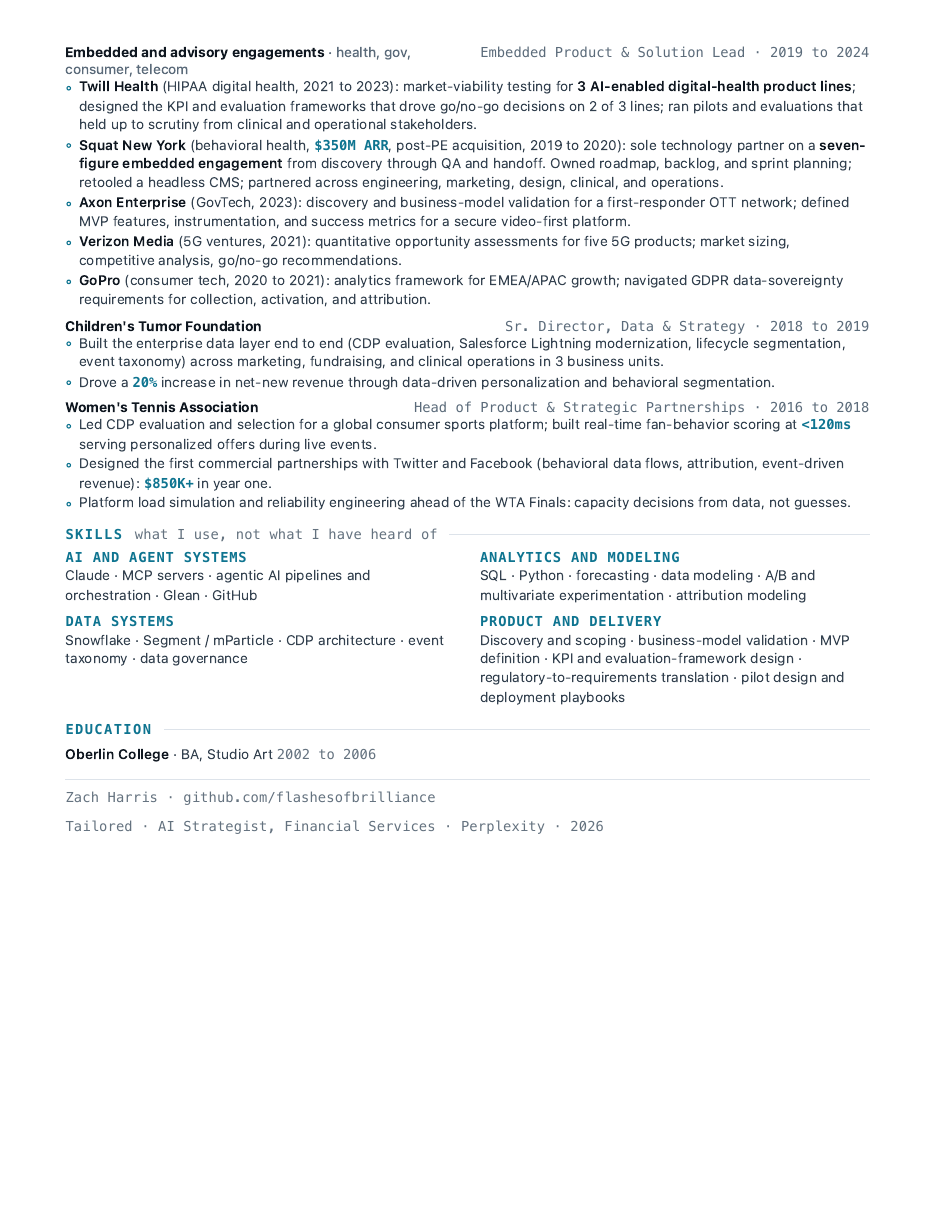 Embedded and advisory engagements · health, gov, consumer, telecom
Embedded Product & Solution Lead · 2019 to 2024
Twill Health (HIPAA digital health, 2021 to 2023): market-viability testing for 3 AI-enabled digital-health product lines;
designed the KPI and evaluation frameworks that drove go/no-go decisions on 2 of 3 lines; ran pilots and evaluations that
held up to scrutiny from clinical and operational stakeholders.
Squat New York (behavioral health, $350M ARR, post-PE acquisition, 2019 to 2020): sole technology partner on a seven-
figure embedded engagement from discovery through QA and handoff. Owned roadmap, backlog, and sprint planning;
retooled a headless CMS; partnered across engineering, marketing, design, clinical, and operations.
Axon Enterprise (GovTech, 2023): discovery and business-model validation for a first-responder OTT network; defined
MVP features, instrumentation, and success metrics for a secure video-first platform.
Verizon Media (5G ventures, 2021): quantitative opportunity assessments for five 5G products; market sizing,
competitive analysis, go/no-go recommendations.
GoPro (consumer tech, 2020 to 2021): analytics framework for EMEA/APAC growth; navigated GDPR data-sovereignty
requirements for collection, activation, and attribution.
Children's Tumor Foundation Sr. Director, Data & Strategy · 2018 to 2019
Built the enterprise data layer end to end (CDP evaluation, Salesforce Lightning modernization, lifecycle segmentation,
event taxonomy) across marketing, fundraising, and clinical operations in 3 business units.
Drove a 20% increase in net-new revenue through data-driven personalization and behavioral segmentation.
Women's Tennis Association Head of Product & Strategic Partnerships · 2016 to 2018
Led CDP evaluation and selection for a global consumer sports platform; built real-time fan-behavior scoring at <120ms
serving personalized offers during live events.
Designed the first commercial partnerships with Twitter and Facebook (behavioral data flows, attribution, event-driven
revenue): $850K+ in year one.
Platform load simulation and reliability engineering ahead of the WTA Finals: capacity decisions from data, not guesses.
SKILLS what I use, not what I have heard of
AI AND AGENT SYSTEMS
Claude · MCP servers · agentic AI pipelines and
orchestration · Glean · GitHub
ANALYTICS AND MODELING
SQL · Python · forecasting · data modeling · A/B and
multivariate experimentation · attribution modeling
DATA SYSTEMS
Snowflake · Segment / mParticle · CDP architecture · event
taxonomy · data governance
PRODUCT AND DELIVERY
Discovery and scoping · business-model validation · MVP
definition · KPI and evaluation-framework design ·
regulatory-to-requirements translation · pilot design and
deployment playbooks
EDUCATION
Oberlin College · BA, Studio Art 2002 to 2006
Zach Harris · github.com/flashesofbrilliance
Tailored · AI Strategist, Financial Services · Perplexity · 2026